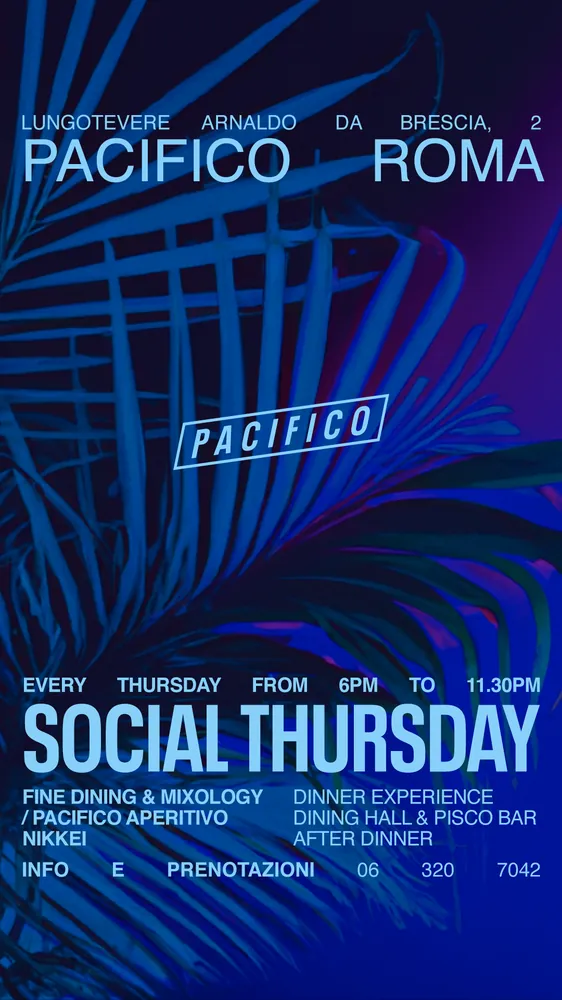 LUNGOTEVERE ARNALDO DA BRESCIA, 2
PACIFICO ROMA
PACIFICO
EVERY THURSDAY FROM 6PM TO 11.30PM
SOCIAL THURSDAY
FINE DINING & MIXOLOGY
/ PACIFICO APERITIVO
NIKKEI
DINNER EXPERIENCE
DINING HALL & PISCO BAR
AFTER DINNER
INFO E PRENOTAZIONI 06 320 7042